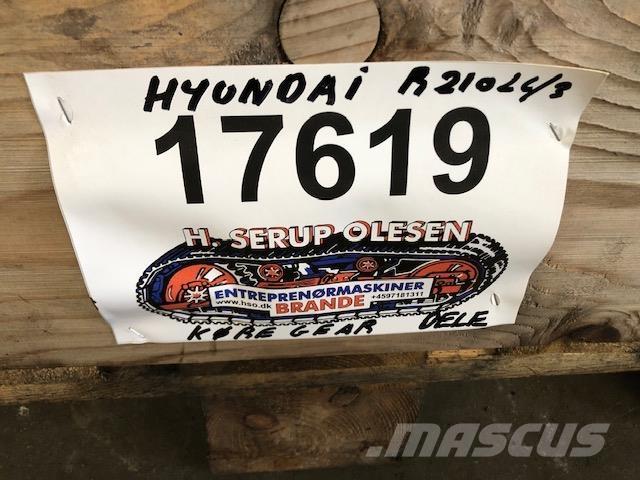 HYUNDAI R210LC/3
17619
H. SERUP OLESEN
ENTREPRENØRMASKINER
www.hso.dk BRANDE +4597181311
KØRE GEAR DELE
MASCUS